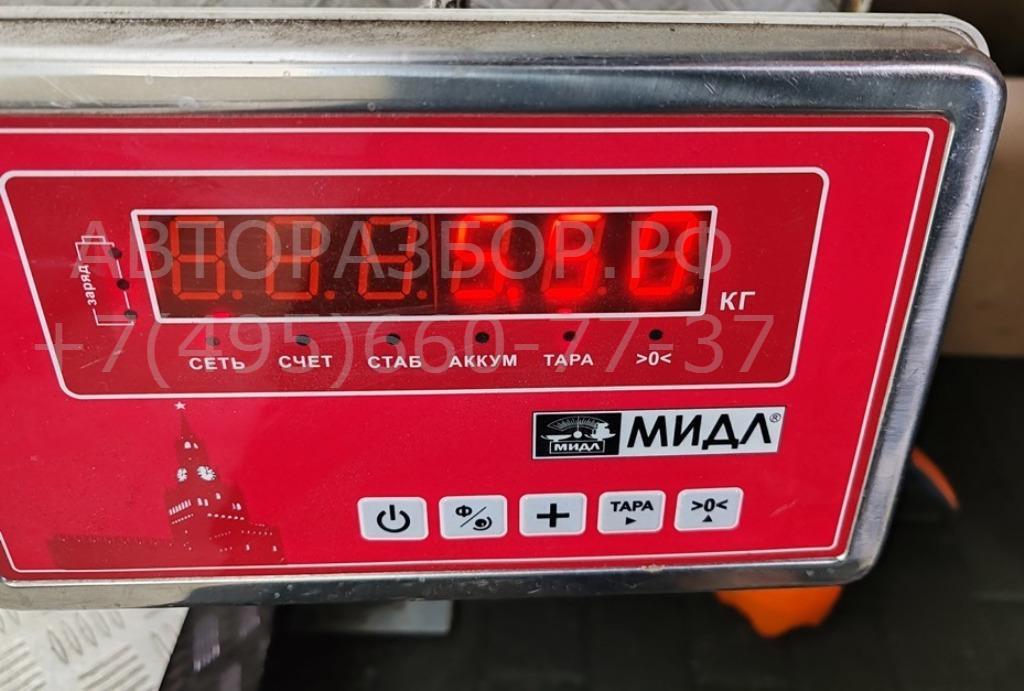 АВТОРАЗБОР.РФ
заряд
КГ
+7(495)660-77-37
СЕТЬ СЧЕТ СТАБ АККУМ ТАРА >0<
МИДЛ МИДЛ®
Ф ТАРА >0<